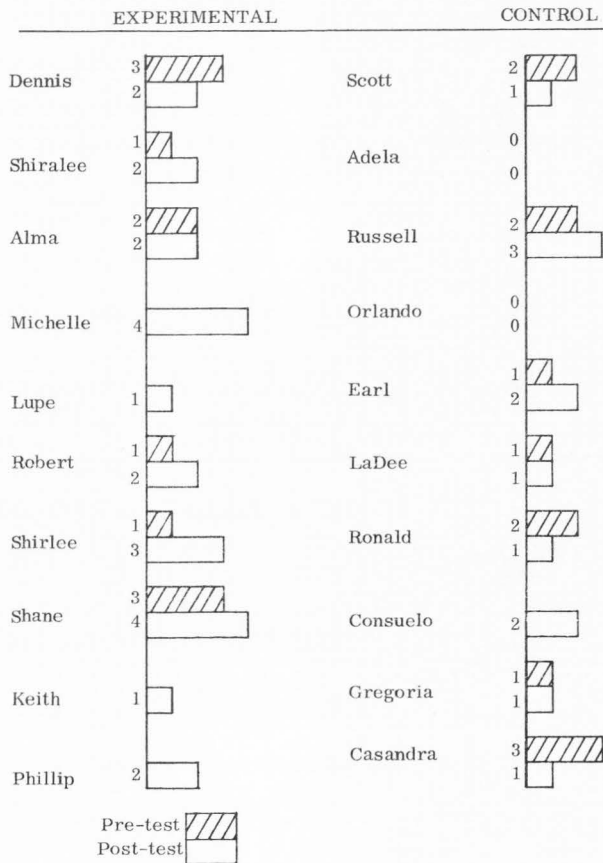 EXPERIMENTAL CONTROL
3
Dennis 2
2
Scott 1
1
Shiralee 2
0
Adela 0
2
Alma 2
2
Russell 3
Michelle 4
0
Orlando 0
Lupe 1
1
Earl 2
1
Robert 2
1
LaDee 1
1
Shirlee 3
2
Ronald 1
3
Shane 4
Consuelo 2
Keith 1
1
Gregoria 1
Phillip 2
3
Casandra 1
Pre-test
Post-test